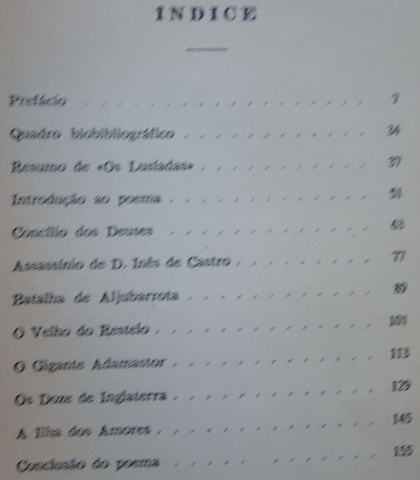 ÍNDICE
Prefácio . . . . . . . . . . . . . . . . 7
Quadro biobibliográfico . . . . . . . . . . . 34
Resumo de «Os Lusíadas» . . . . . . . . . . 37
Introdução ao poema . . . . . . . . . . . . 51
Concílio dos Deuses . . . . . . . . . . . . 63
Assassínio de D. Inês de Castro . . . . . . . . 77
Batalha de Aljubarrota . . . . . . . . . . . 89
O Velho do Restelo . . . . . . . . . . . . 101
O Gigante Adamastor . . . . . . . . . . . . 113
Os Doze de Inglaterra . . . . . . . . . . . 129
A Ilha dos Amores . . . . . . . . . . . . 145
Conclusão do poema . . . . . . . . . . . . 155